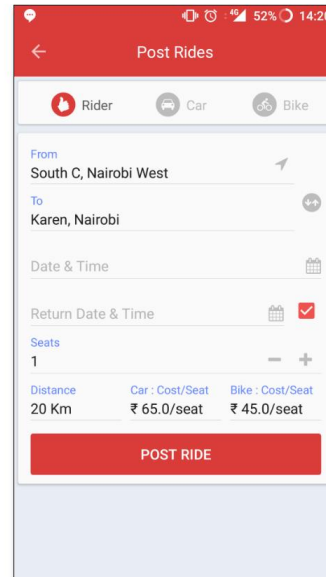 4G 52% 14:20
Post Rides
Rider Car Bike
From
South C, Nairobi West
To
Karen, Nairobi
Date & Time
Return Date & Time
Seats
1
Distance Car : Cost/Seat Bike : Cost/Seat
20 Km ₹ 65.0/seat ₹ 45.0/seat
POST RIDE